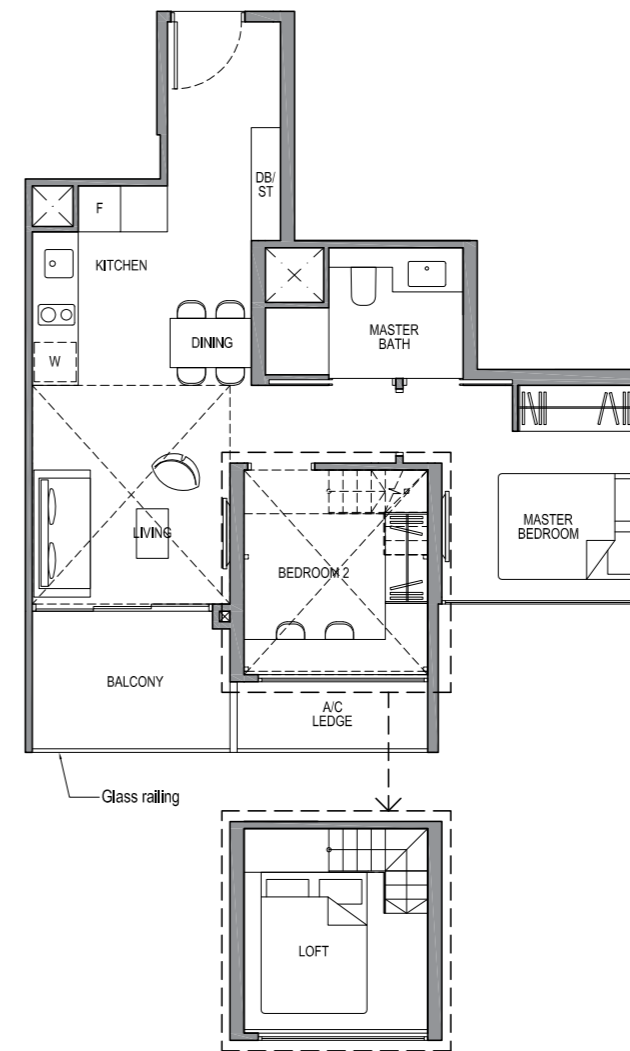 DB/
ST
F
KITCHEN
DINING
MASTER
BATH
W
LIVING
BEDROOM 2
MASTER
BEDROOM
BALCONY
A/C
LEDGE
Glass railing
LOFT